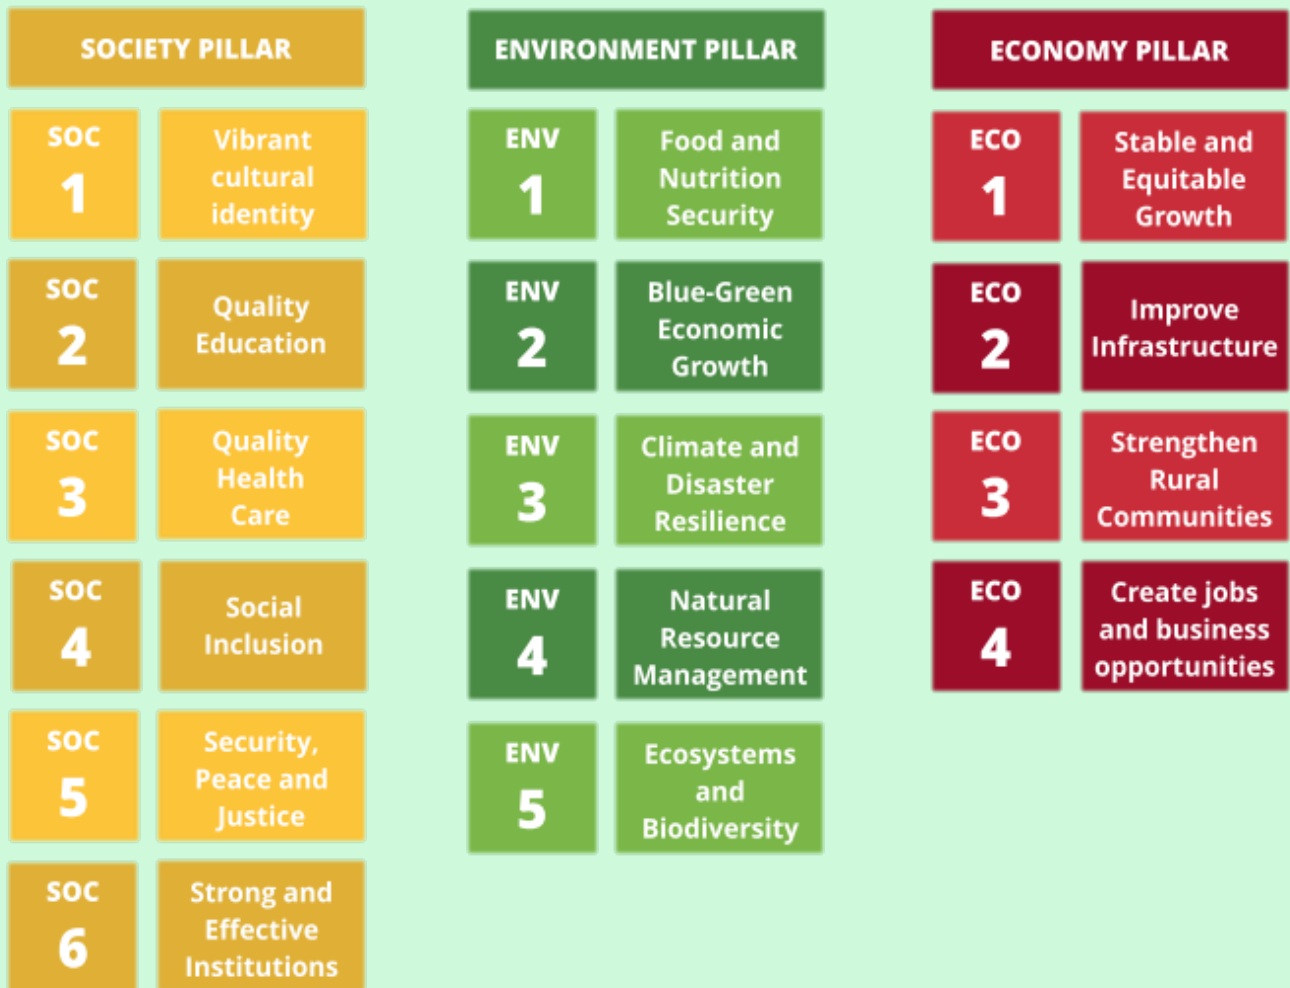 SOCIETY PILLAR
SOC
1
Vibrant
cultural
identity
SOC
2
Quality
Education
SOC
3
Quality
Health
Care
SOC
4
Social
Inclusion
SOC
5
Security,
Peace and
Justice
SOC
6
Strong and
Effective
Institutions
ENVIRONMENT PILLAR
ENV
1
Food and
Nutrition
Security
ENV
2
Blue-Green
Economic
Growth
ENV
3
Climate and
Disaster
Resilience
ENV
4
Natural
Resource
Management
ENV
5
Ecosystems
and
Biodiversity
ECONOMY PILLAR
ECO
1
Stable and
Equitable
Growth
ECO
2
Improve
Infrastructure
ECO
3
Strengthen
Rural
Communities
ECO
4
Create jobs
and business
opportunities